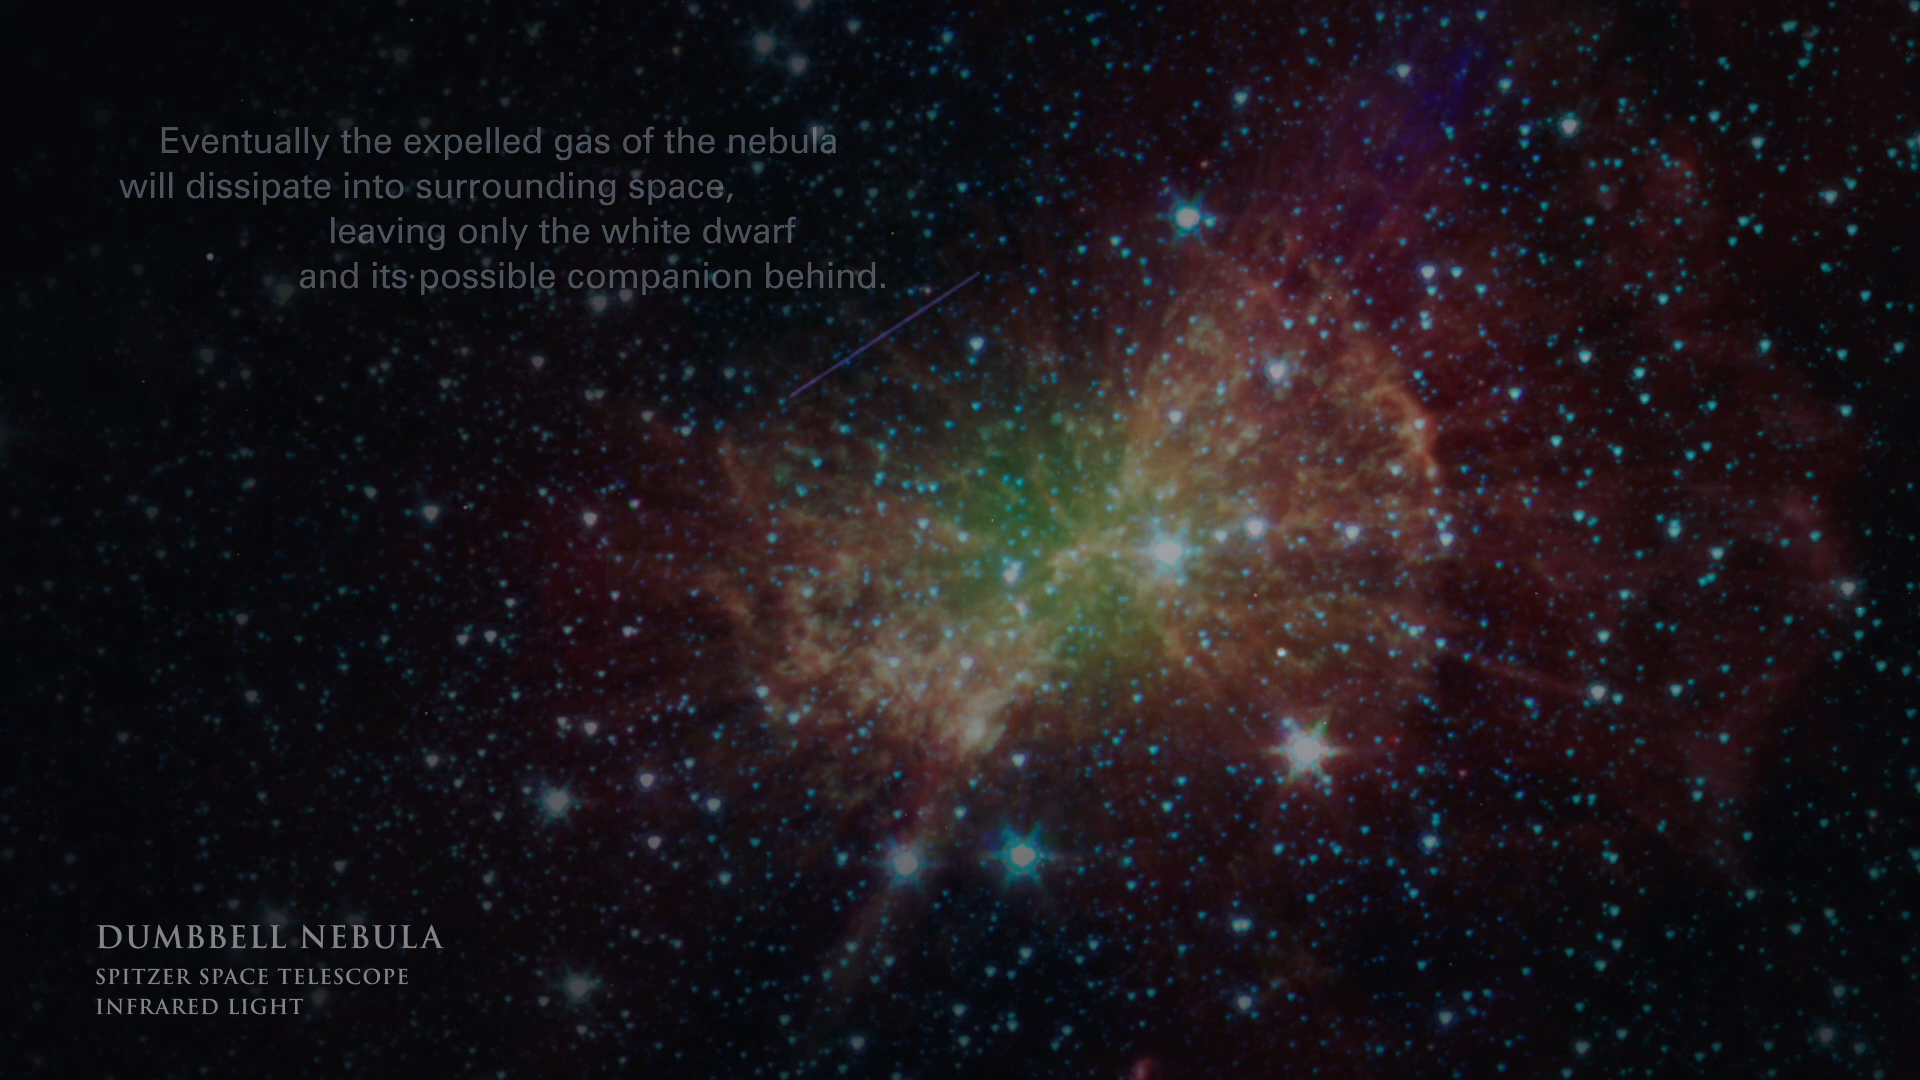 Eventually the expelled gas of the nebula
will dissipate into surrounding space,
leaving only the white dwarf
and its possible companion behind.
DUMBBELL NEBULA
SPITZER SPACE TELESCOPE
INFRARED LIGHT